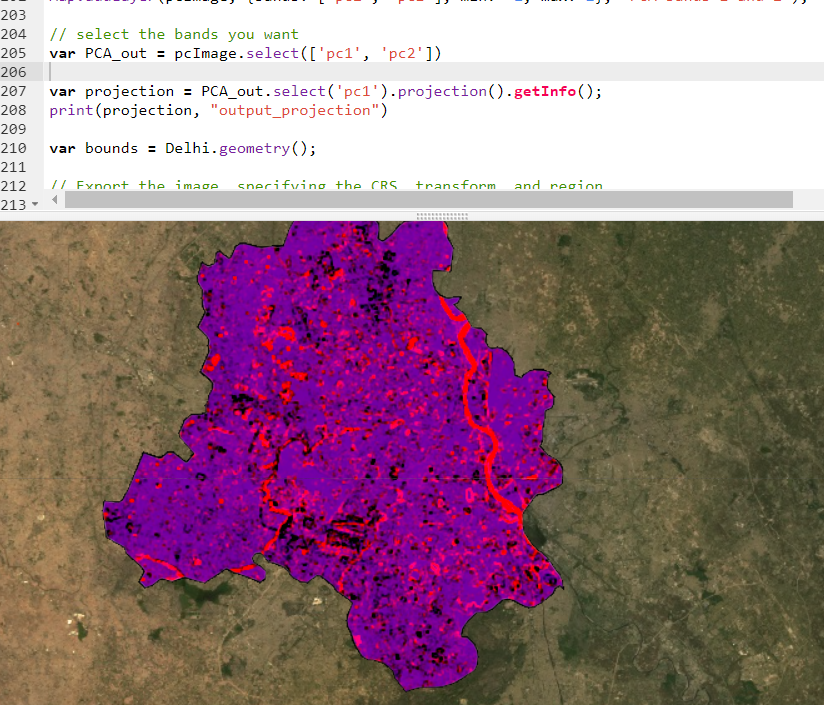 203
204 // select the bands you want
205 var PCA_out = pcImage.select(['pc1', 'pc2'])
206
207 var projection = PCA_out.select('pc1').projection().getInfo();
208 print(projection, "output_projection")
209
210 var bounds = Delhi.geometry();
211
212 // Export the image, specifying the CRS, transform, and region.
213